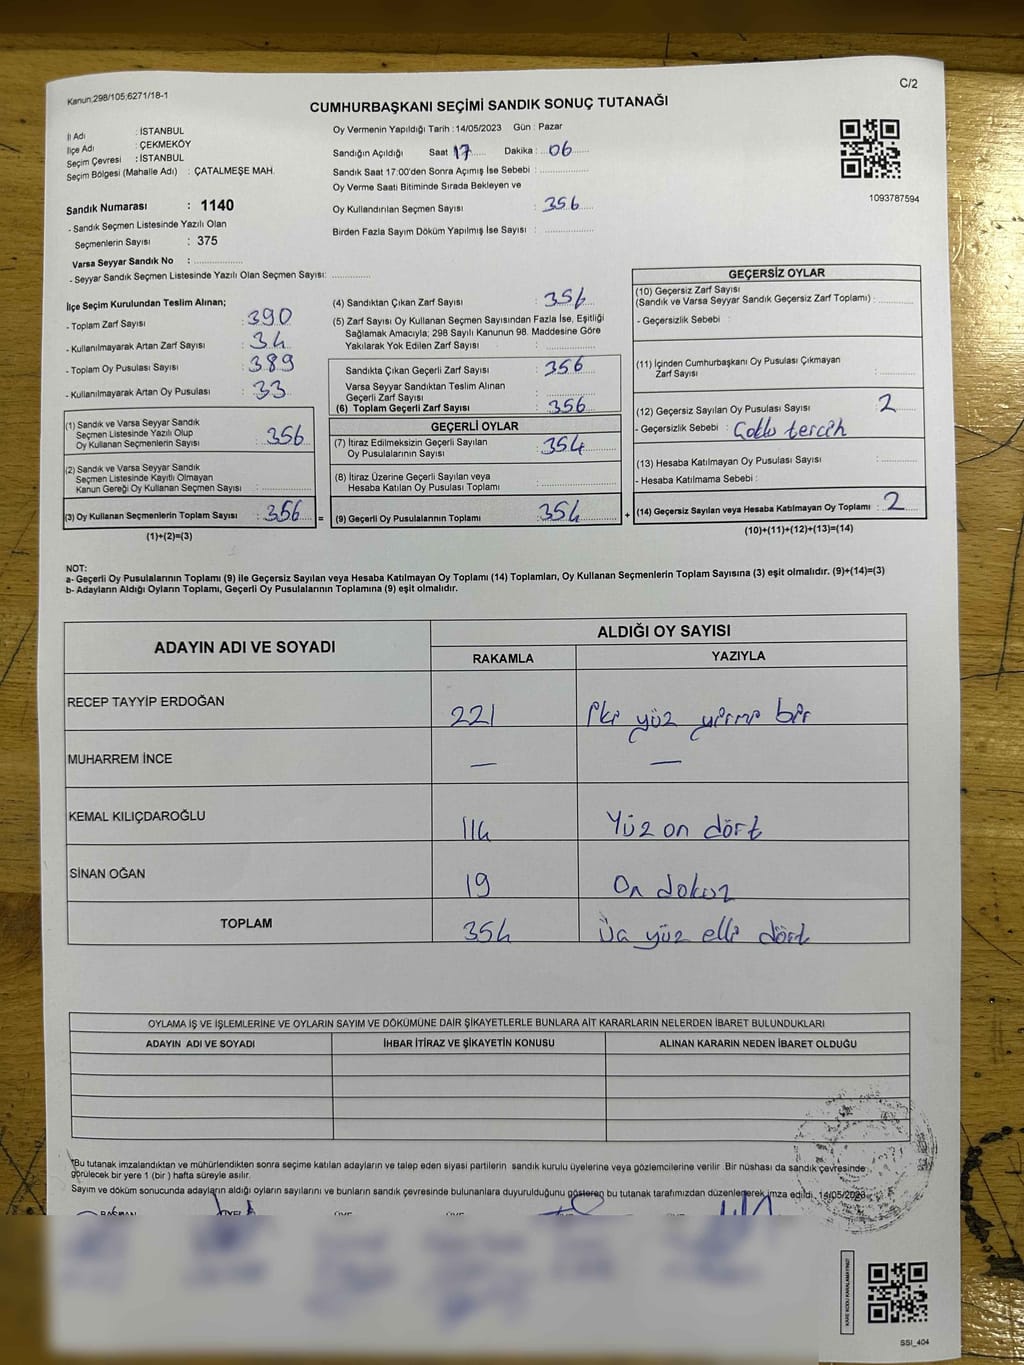 Kanun;298/105;6271/18-1
C/2
CUMHURBAŞKANI SEÇİMİ SANDIK SONUÇ TUTANAĞI
İl Adı : İSTANBUL
İlçe Adı : ÇEKMEKÖY
Seçim Çevresi : İSTANBUL
Seçim Bölgesi (Mahalle Adı) : ÇATALMEŞE MAH.
Sandık Numarası : 1140
- Sandık Seçmen Listesinde Yazılı Olan
Seçmenlerin Sayısı : 375
Varsa Seyyar Sandık No :
- Seyyar Sandık Seçmen Listesinde Yazılı Olan Seçmen Sayısı:
Oy Vermenin Yapıldığı Tarih :14/05/2023 Gün : Pazar
Sandığın Açıldığı Saat 17 Dakika : 06
Sandık Saat 17:00'den Sonra Açımış İse Sebebi :
Oy Verme Saati Bitiminde Sırada Bekleyen ve
Oy Kullandırılan Seçmen Sayısı : 356
Birden Fazla Sayım Döküm Yapılmış İse Sayısı :
1093787594
İlçe Seçim Kurulundan Teslim Alınan;
- Toplam Zarf Sayısı : 390
- Kullanılmayarak Artan Zarf Sayısı : 34
- Toplam Oy Pusulası Sayısı : 389
- Kullanılmayarak Artan Oy Pusulası : 33
(1) Sandık ve Varsa Seyyar Sandık
Seçmen Listesinde Yazılı Olup
Oy Kullanan Seçmenlerin Sayısı : 356
(2) Sandık ve Varsa Seyyar Sandık
Seçmen Listesinde Kayıtlı Olmayan
Kanun Gereği Oy Kullanan Seçmen Sayısı :
(3) Oy Kullanan Seçmenlerin Toplam Sayısı : 356 =
(1)+(2)=(3)
(4) Sandıktan Çıkan Zarf Sayısı : 356
(5) Zarf Sayısı Oy Kullanan Seçmen Sayısından Fazla İse, Eşitliği
Sağlamak Amacıyla; 298 Sayılı Kanunun 98. Maddesine Göre
Yakılarak Yok Edilen Zarf Sayısı :
Sandıkta Çıkan Geçerli Zarf Sayısı : 356
Varsa Seyyar Sandıktan Teslim Alınan
Geçerli Zarf Sayısı :
(6) Toplam Geçerli Zarf Sayısı : 356
GEÇERLİ OYLAR
(7) İtiraz Edilmeksizin Geçerli Sayılan
Oy Pusulalarının Sayısı : 354
(8) İtiraz Üzerine Geçerli Sayılan veya
Hesaba Katılan Oy Pusulası Toplamı :
(9) Geçerli Oy Pusulalarının Toplamı : 354 +
GEÇERSİZ OYLAR
(10) Geçersiz Zarf Sayısı
(Sandık ve Varsa Seyyar Sandık Geçersiz Zarf Toplamı) :
- Geçersizlik Sebebi :
(11) İçinden Cumhurbaşkanı Oy Pusulası Çıkmayan
Zarf Sayısı :
(12) Geçersiz Sayılan Oy Pusulası Sayısı : 2
- Geçersizlik Sebebi : Çoklu tercih
(13) Hesaba Katılmayan Oy Pusulası Sayısı :
- Hesaba Katılmama Sebebi :
(14) Geçersiz Sayılan veya Hesaba Katılmayan Oy Toplamı : 2
(10)+(11)+(12)+(13)=(14)
NOT:
a- Geçerli Oy Pusulalarının Toplamı (9) ile Geçersiz Sayılan veya Hesaba Katılmayan Oy Toplamı (14) Toplamları, Oy Kullanan Seçmenlerin Toplam Sayısına (3) eşit olmalıdır. (9)+(14)=(3)
b- Adayların Aldığı Oyların Toplamı, Geçerli Oy Pusulalarının Toplamına (9) eşit olmalıdır.
ADAYIN ADI VE SOYADI
ALDIĞI OY SAYISI
RAKAMLA YAZIYLA
RECEP TAYYİP ERDOĞAN 221 İki yüz yirmi bir
MUHARREM İNCE — —
KEMAL KILIÇDAROĞLU 114 Yüz on dört
SİNAN OĞAN 19 On dokuz
TOPLAM 354 Üç yüz elli dört
OYLAMA İŞ VE İŞLEMLERİNE VE OYLARIN SAYIM VE DÖKÜMÜNE DAİR ŞİKAYETLERLE BUNLARA AİT KARARLARIN NELERDEN İBARET BULUNDUKLARI
ADAYIN ADI VE SOYADI İHBAR İTİRAZ VE ŞİKAYETİN KONUSU ALINAN KARARIN NEDEN İBARET OLDUĞU
*Bu tutanak imzalandıktan ve mühürlendikten sonra seçime katılan adayların ve talep eden siyasi partilerin sandık kurulu üyelerine veya gözlemcilerine verilir. Bir nüshası da sandık çevresinde
görülecek bir yere 1 (bir ) hafta süreyle asılır.
Sayım ve döküm sonucunda adayların aldığı oyların sayılarını ve bunların sandık çevresinde bulunanlara duyurulduğunu gösteren bu tutanak tarafımızdan düzenlenerek imza edildi. 14/05/2023
KARE KODU KARALAMAYINIZ!
SSI_404